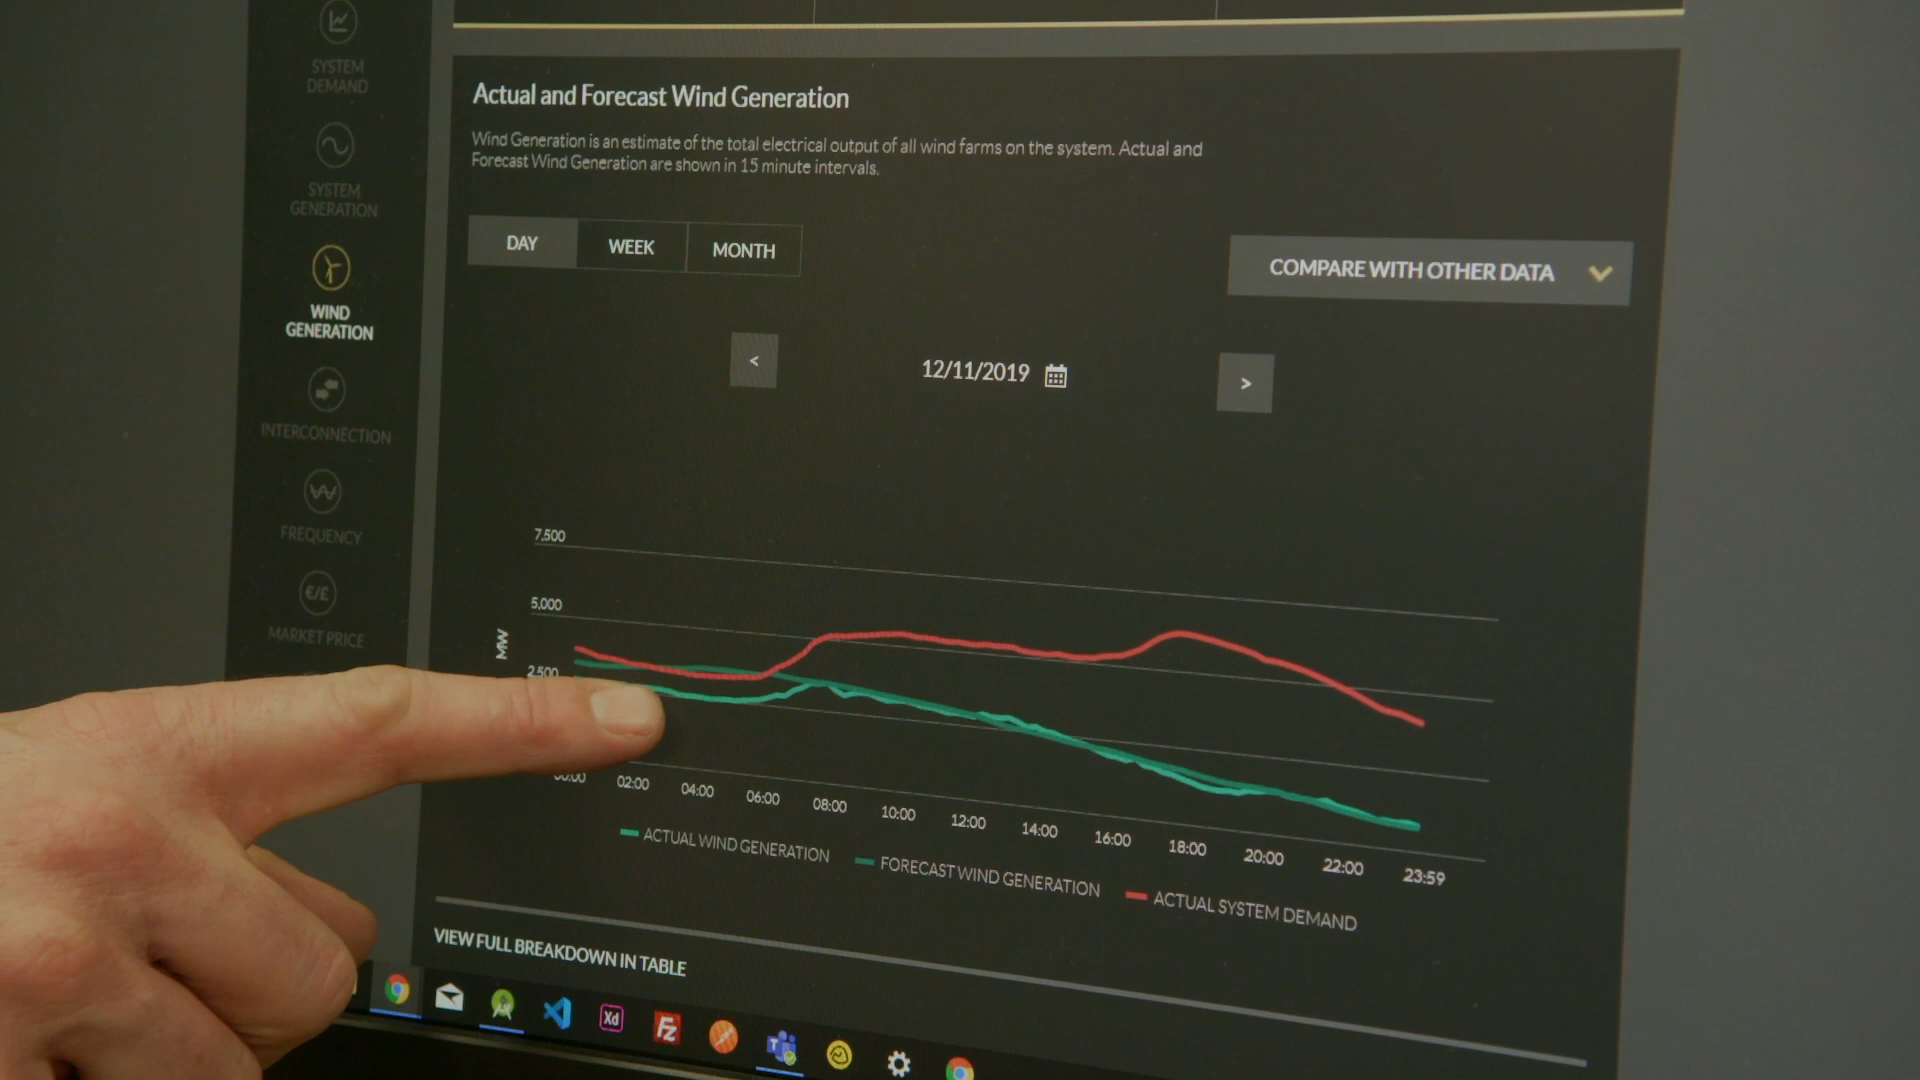 SYSTEM
DEMAND
SYSTEM
GENERATION
WIND
GENERATION
INTERCONNECTION
FREQUENCY
€/£
MARKET PRICE
Actual and Forecast Wind Generation
Wind Generation is an estimate of the total electrical output of all wind farms on the system. Actual and
Forecast Wind Generation are shown in 15 minute intervals.
DAY WEEK MONTH
COMPARE WITH OTHER DATA
< 12/11/2019 >
7,500
5,000
MW
2,500
00:00 02:00 04:00 06:00 08:00 10:00 12:00 14:00 16:00 18:00 20:00 22:00 23:59
ACTUAL WIND GENERATION FORECAST WIND GENERATION ACTUAL SYSTEM DEMAND
VIEW FULL BREAKDOWN IN TABLE
Xd Fz T